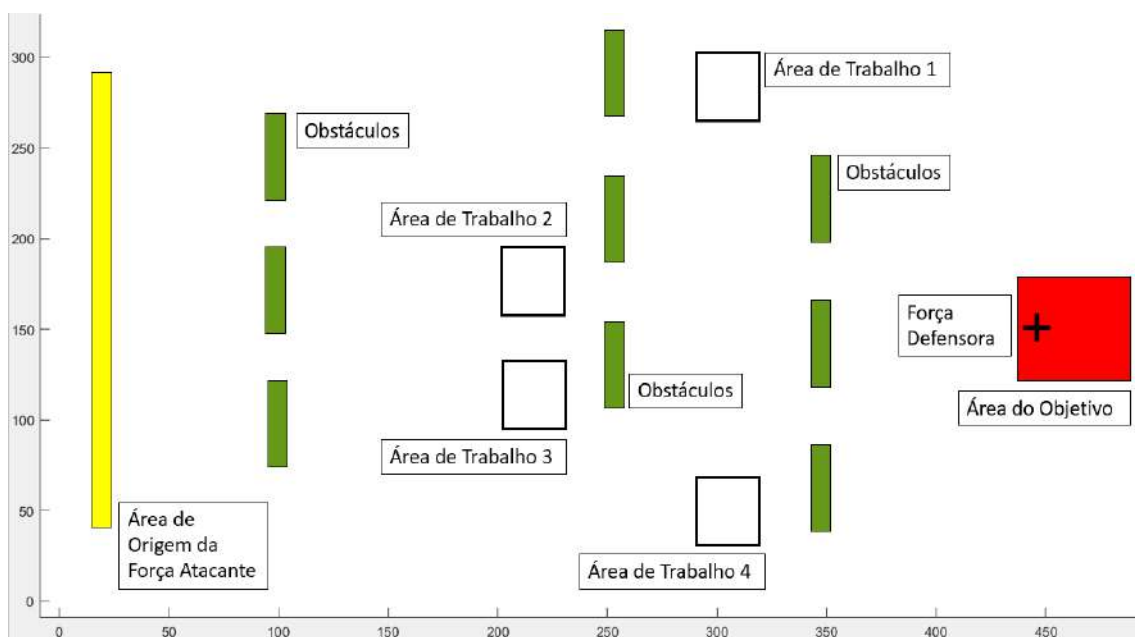 300
250
200
150
100
50
0
Obstáculos
Área de Trabalho 1
Obstáculos
Área de Trabalho 2
Força
Defensora
Obstáculos
Área do Objetivo
Área de Trabalho 3
Área de
Origem da
Força Atacante
Área de Trabalho 4
0 50 100 150 200 250 300 350 400 450